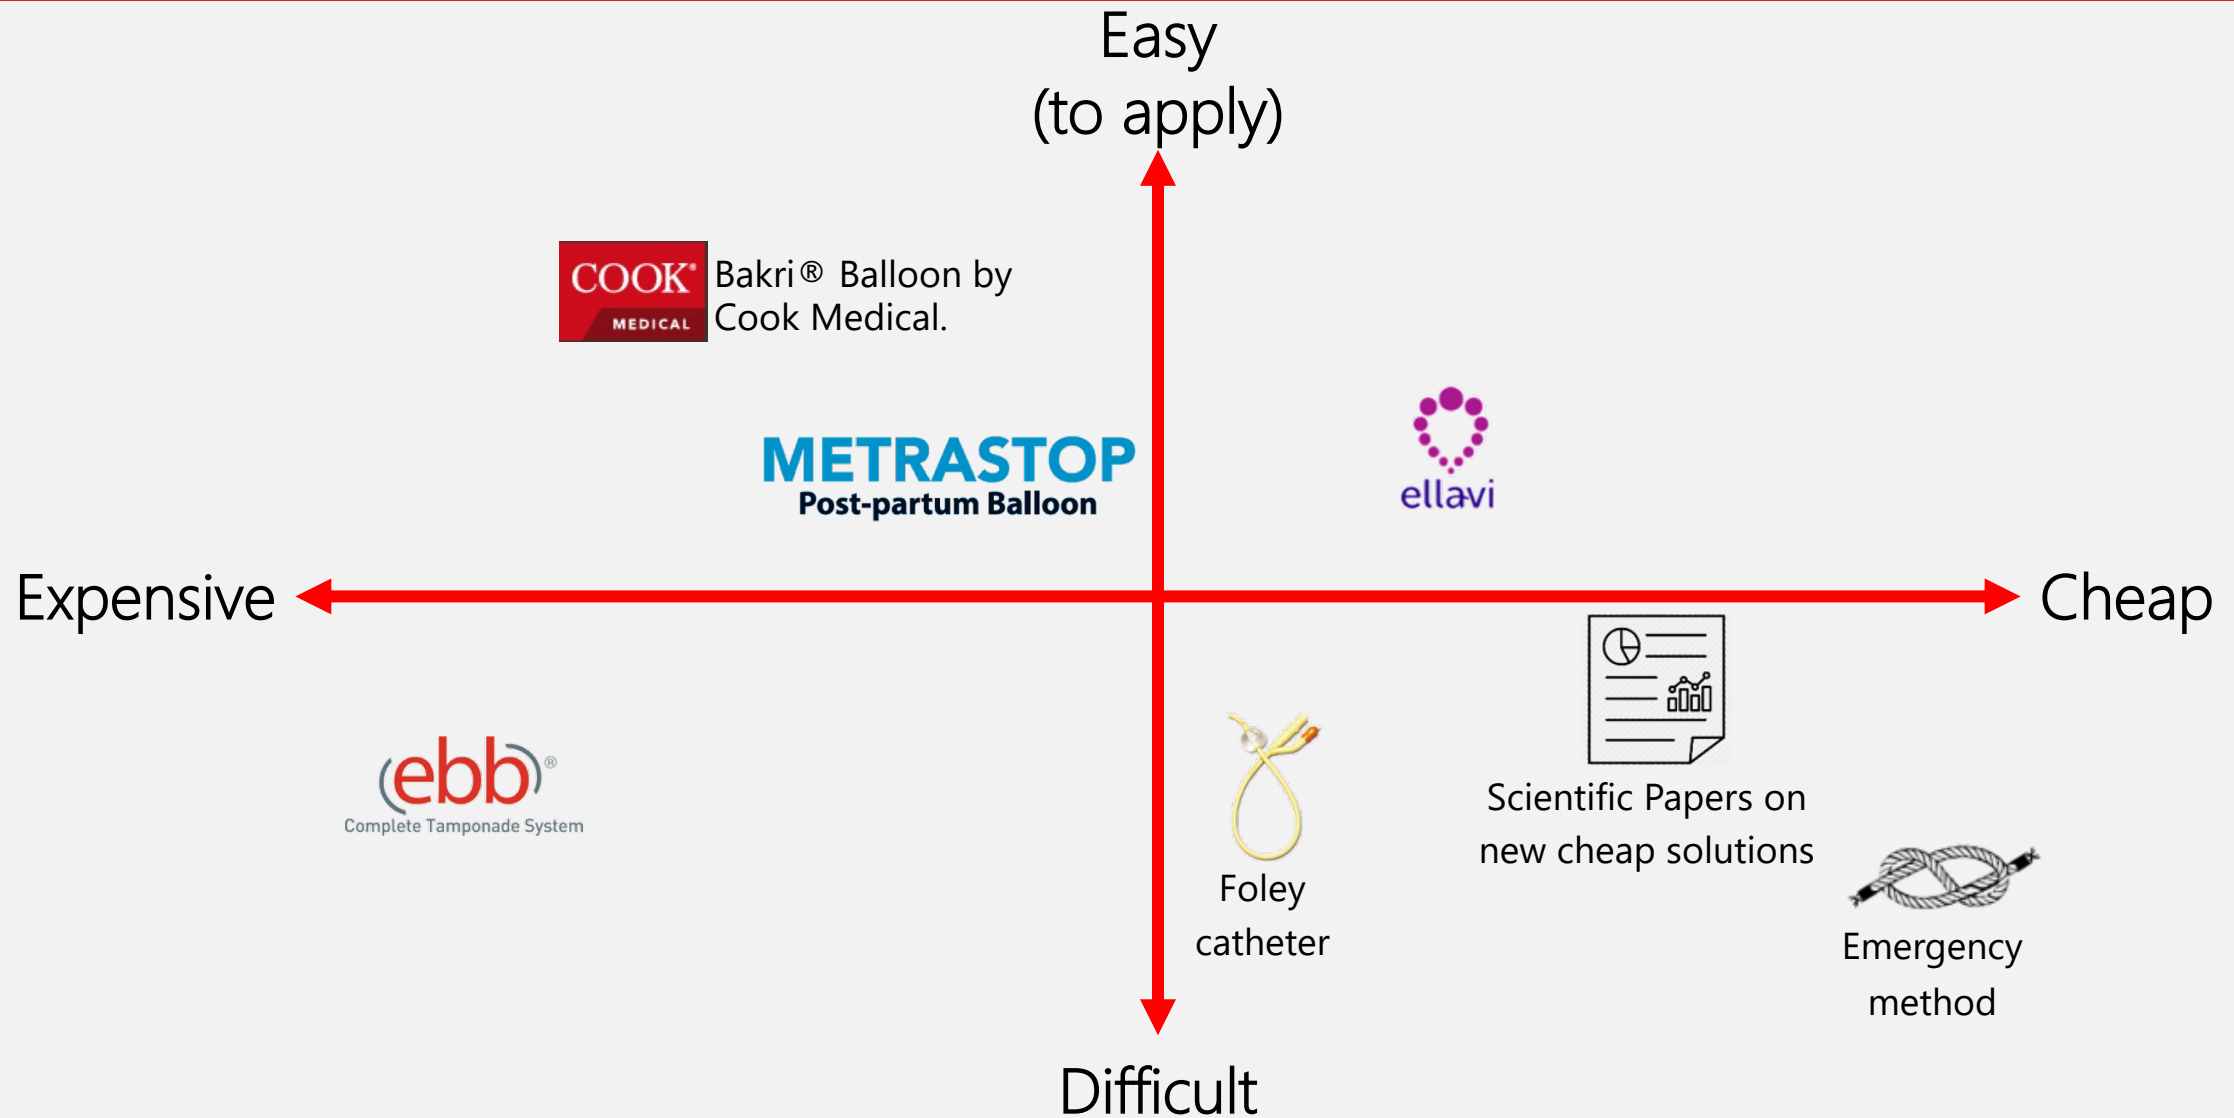 Easy
(to apply)
COOK®
MEDICAL
Bakri® Balloon by
Cook Medical.
METRASTOP
Post-partum Balloon
ellavi
Expensive
Cheap
ebb®
Complete Tamponade System
Foley
catheter
Scientific Papers on
new cheap solutions
Emergency
method
Difficult